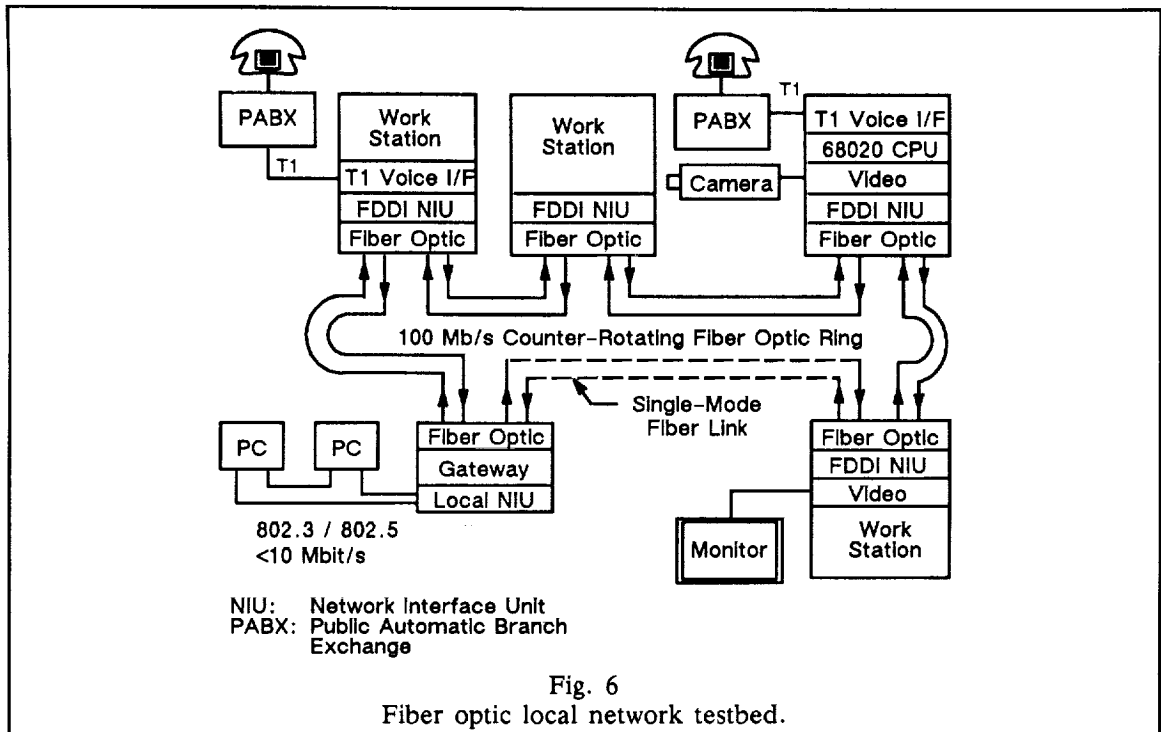 PABX
T1
Work
Station
T1 Voice I/F
FDDI NIU
Fiber Optic
Work
Station
FDDI NIU
Fiber Optic
PABX
T1
Camera
T1 Voice I/F
68020 CPU
Video
FDDI NIU
Fiber Optic
100 Mb/s Counter-Rotating Fiber Optic Ring
Single-Mode
Fiber Link
PC
PC
Fiber Optic
Gateway
Local NIU
802.3 / 802.5
<10 Mbit/s
Fiber Optic
FDDI NIU
Video
Work
Station
Monitor
NIU: Network Interface Unit
PABX: Public Automatic Branch
Exchange
Fig. 6
Fiber optic local network testbed.